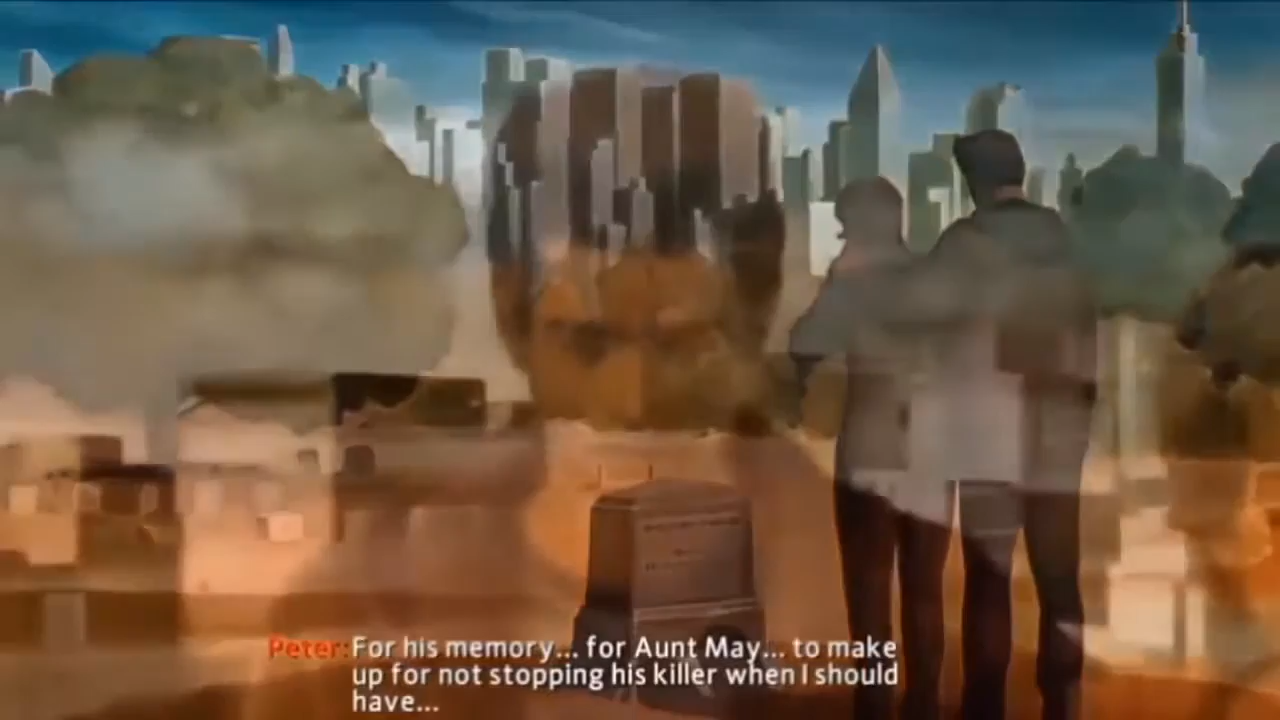 Peter: For his memory... for Aunt May... to make
up for not stopping his killer when I should
have...